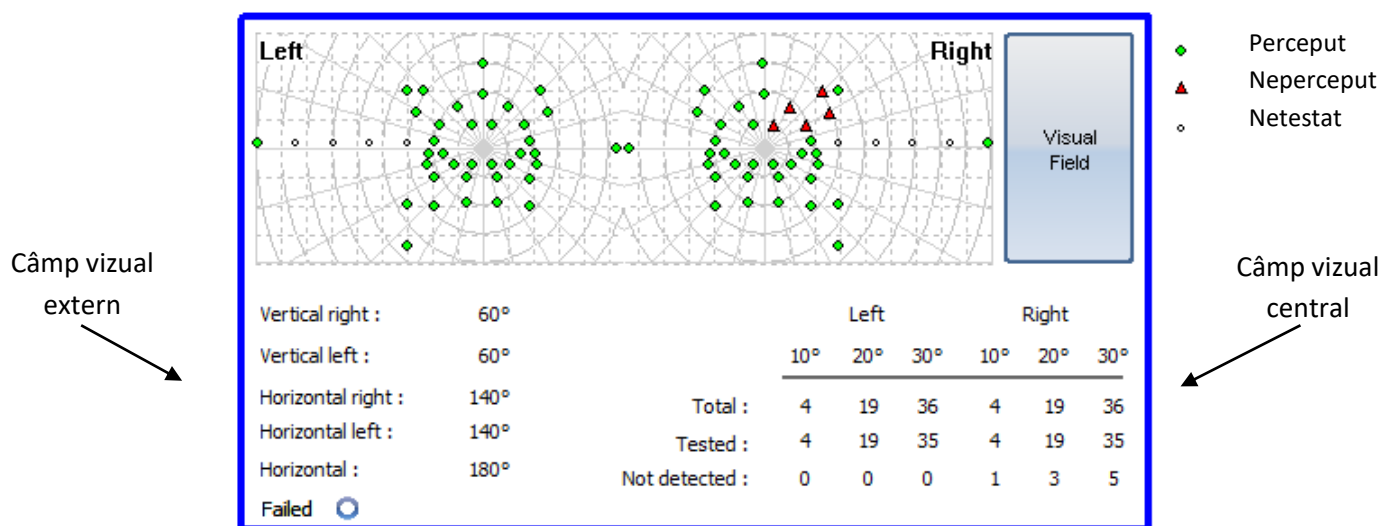 Left
Right
Visual
Field
Perceput
Neperceput
Netestat
Câmp vizual
extern
Câmp vizual
central
Vertical right : 60°
Vertical left : 60°
Horizontal right : 140°
Horizontal left : 140°
Horizontal : 180°
Failed
Left Right
10° 20° 30° 10° 20° 30°
Total : 4 19 36 4 19 36
Tested : 4 19 35 4 19 35
Not detected : 0 0 0 1 3 5